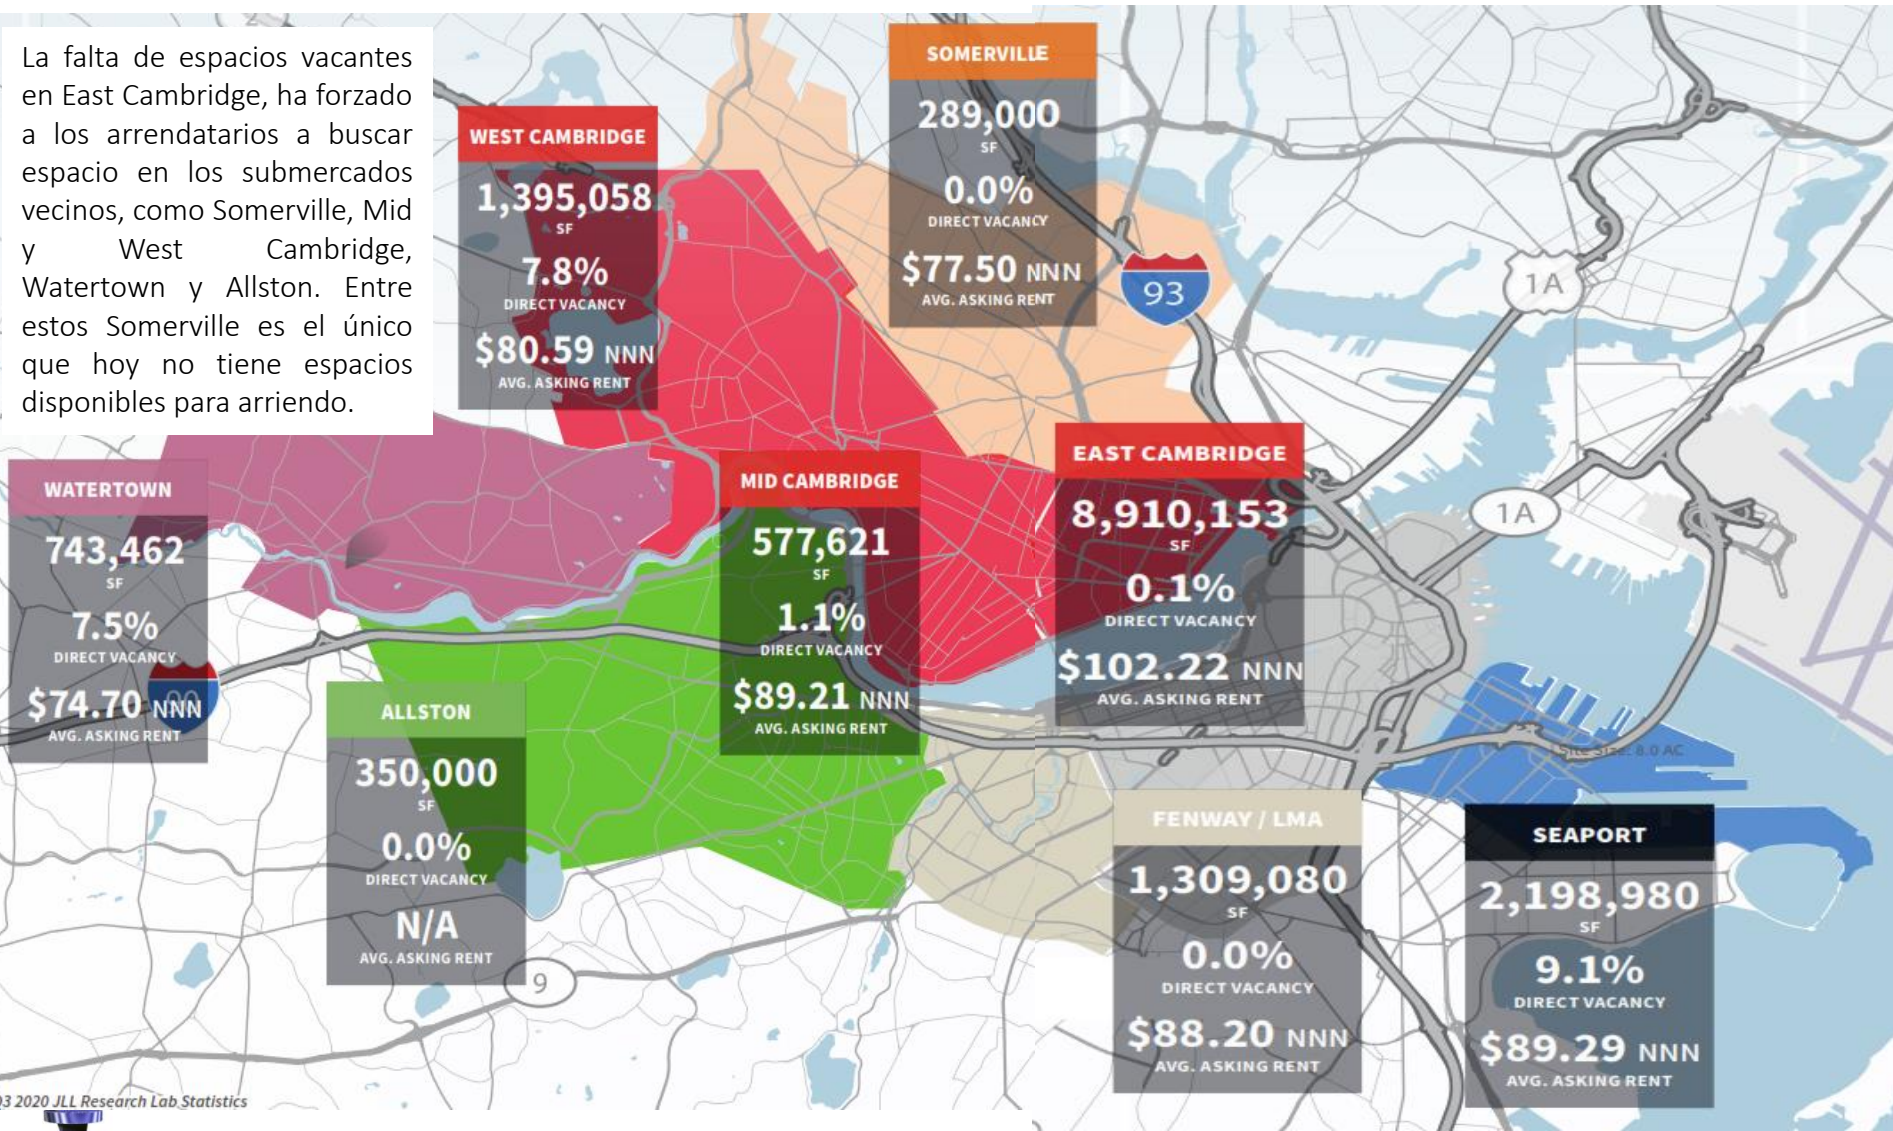 La falta de espacios vacantes
en East Cambridge, ha forzado
a los arrendatarios a buscar
espacio en los submercados
vecinos, como Somerville, Mid
y West Cambridge,
Watertown y Allston. Entre
estos Somerville es el único
que hoy no tiene espacios
disponibles para arriendo.
SOMERVILLE
289,000
SF
0.0%
DIRECT VACANCY
$77.50 NNN
AVG. ASKING RENT
WEST CAMBRIDGE
1,395,058
SF
7.8%
DIRECT VACANCY
$80.59 NNN
AVG. ASKING RENT
93
1A
1A
EAST CAMBRIDGE
8,910,153
SF
0.1%
DIRECT VACANCY
$102.22 NNN
AVG. ASKING RENT
MID CAMBRIDGE
577,621
SF
1.1%
DIRECT VACANCY
$89.21 NNN
AVG. ASKING RENT
WATERTOWN
743,462
SF
7.5%
DIRECT VACANCY
$74.70 NNN
AVG. ASKING RENT
ALLSTON
350,000
SF
0.0%
DIRECT VACANCY
N/A
AVG. ASKING RENT
9
Site Size: 8.0 AC
FENWAY / LMA
1,309,080
SF
0.0%
DIRECT VACANCY
$88.20 NNN
AVG. ASKING RENT
SEAPORT
2,198,980
SF
9.1%
DIRECT VACANCY
$89.29 NNN
AVG. ASKING RENT
Q3 2020 JLL Research Lab Statistics